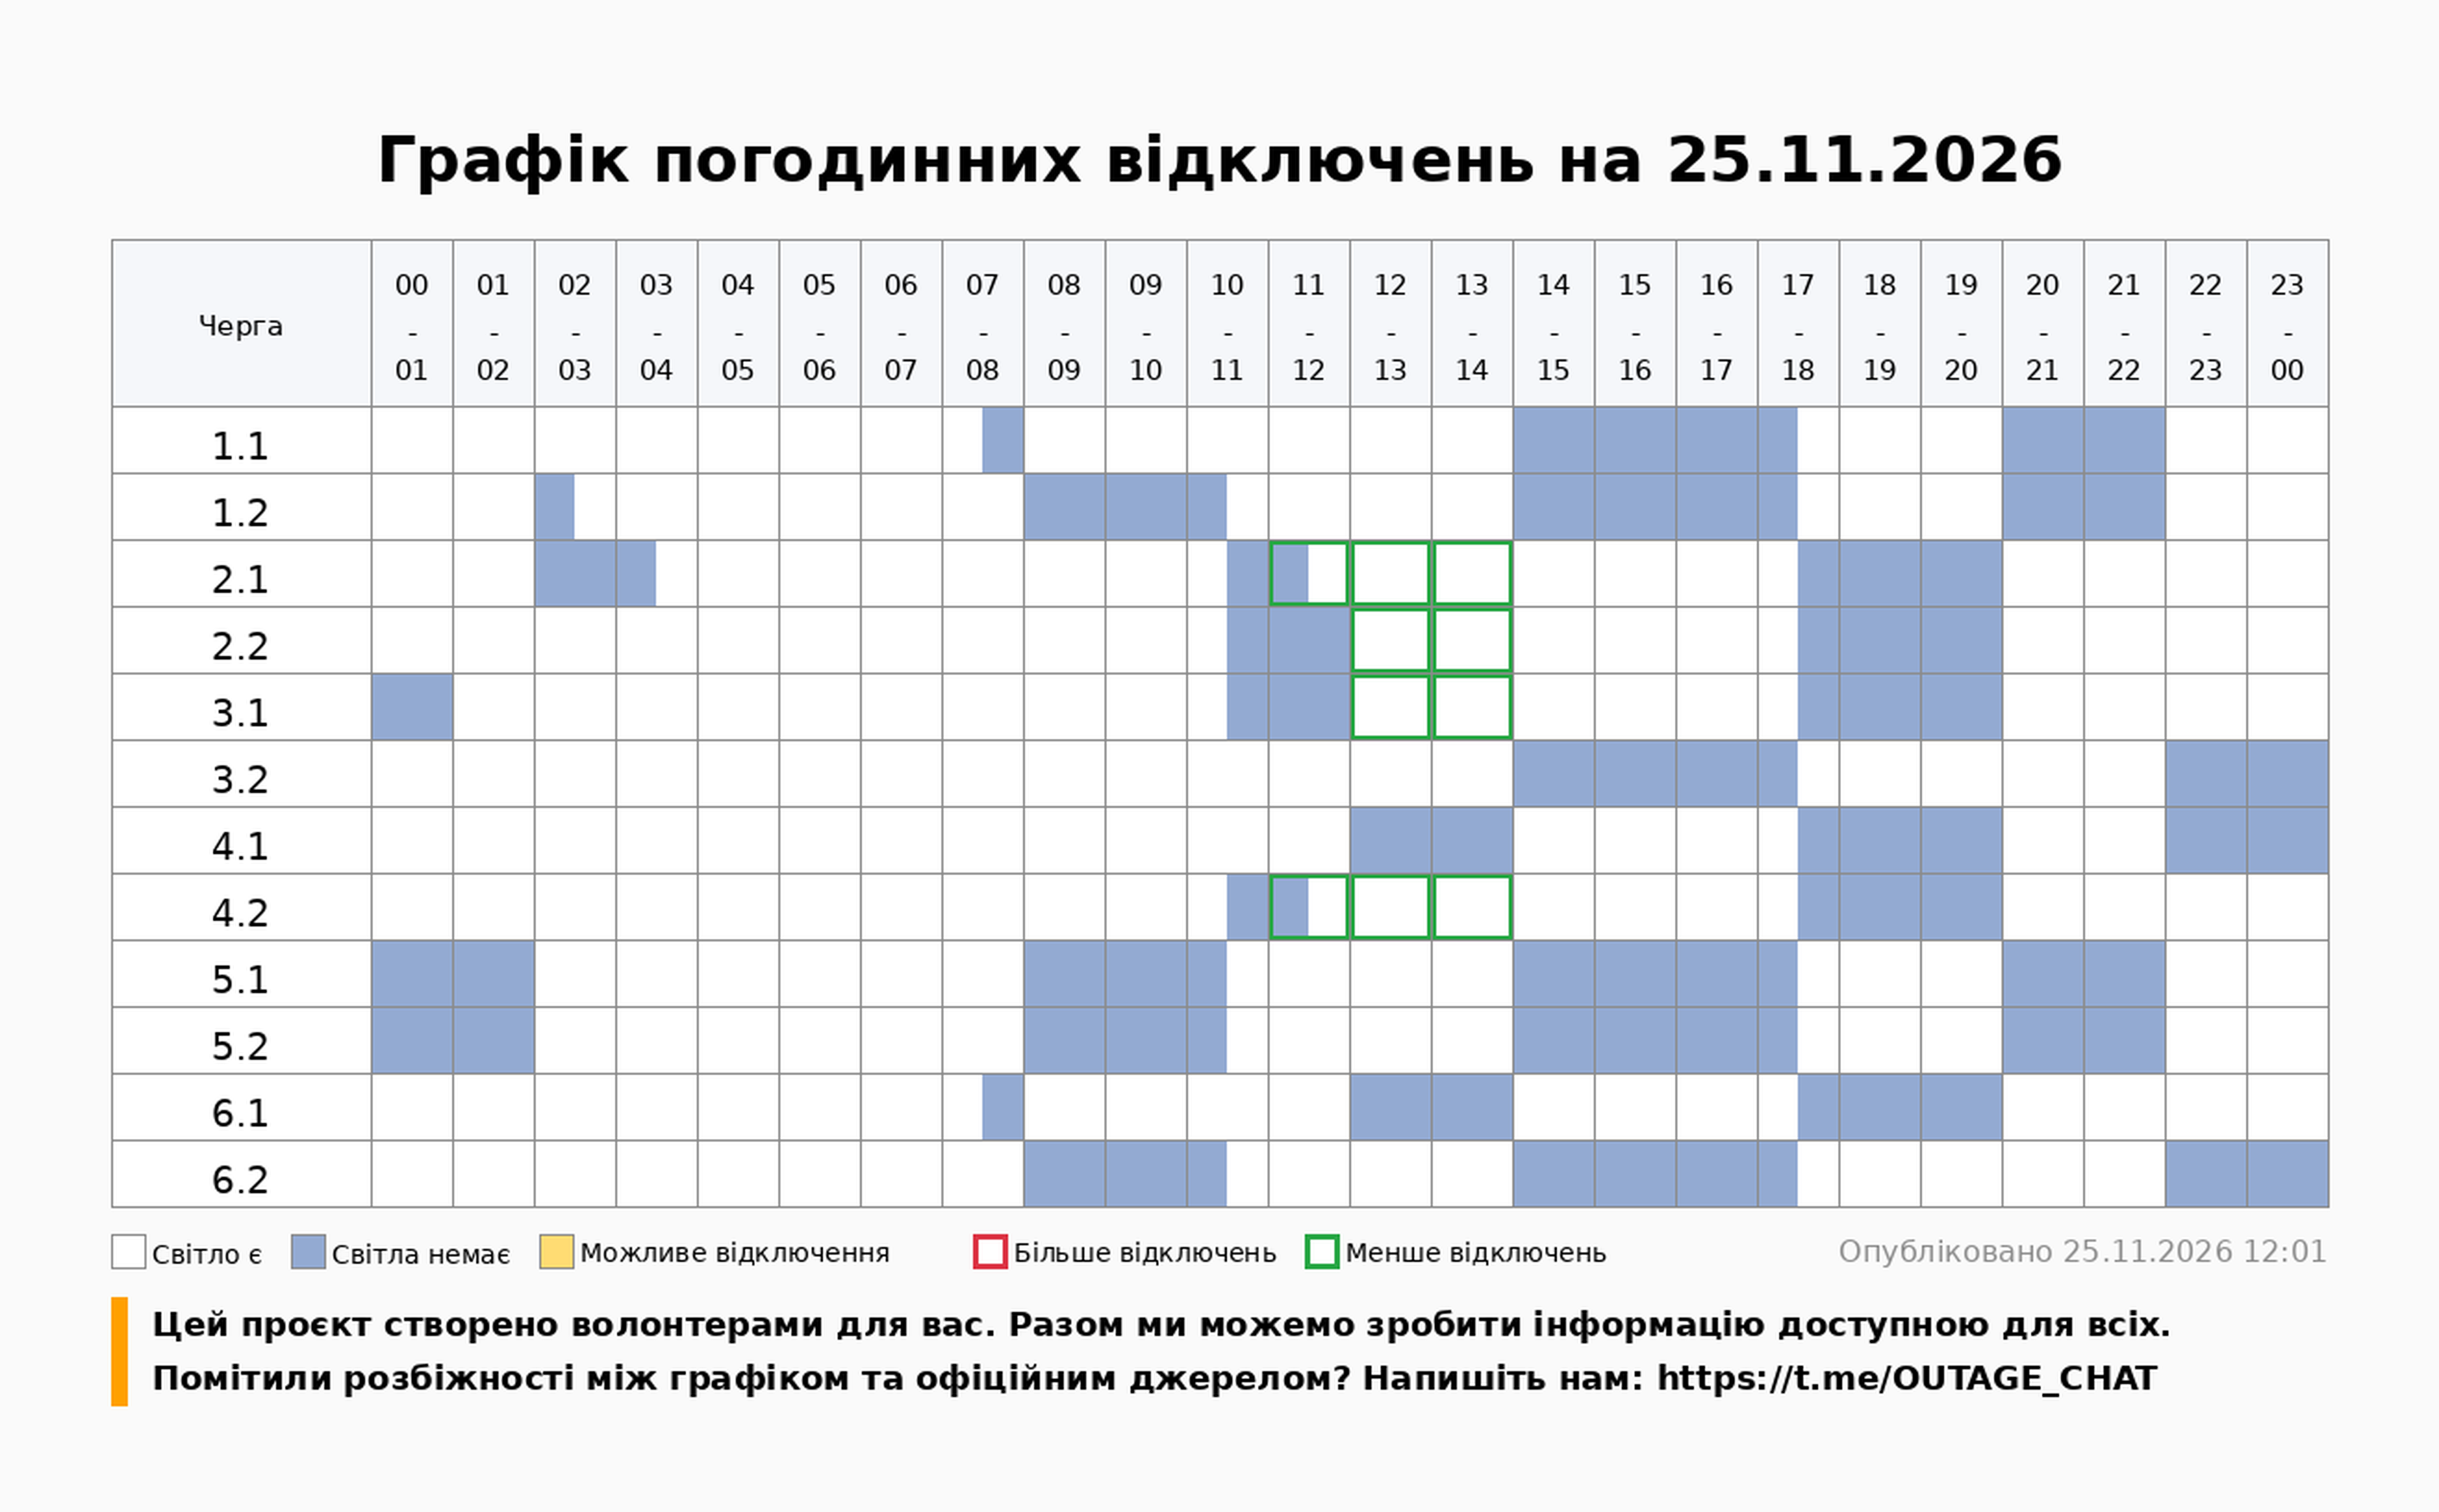 Графік погодинних відключень на 25.11.2026
Черга 00 - 01 01 - 02 02 - 03 03 - 04 04 - 05 05 - 06 06 - 07 07 - 08 08 - 09 09 - 10 10 - 11 11 - 12 12 - 13 13 - 14 14 - 15 15 - 16 16 - 17 17 - 18 18 - 19 19 - 20 20 - 21 21 - 22 22 - 23 23 - 00
1.1
1.2
2.1
2.2
3.1
3.2
4.1
4.2
5.1
5.2
6.1
6.2
Світло є Світла немає Можливе відключення Більше відключень Менше відключень Опубліковано 25.11.2026 12:01
Цей проєкт створено волонтерами для вас. Разом ми можемо зробити інформацію доступною для всіх.
Помітили розбіжності між графіком та офіційним джерелом? Напишіть нам: https://t.me/OUTAGE_CHAT